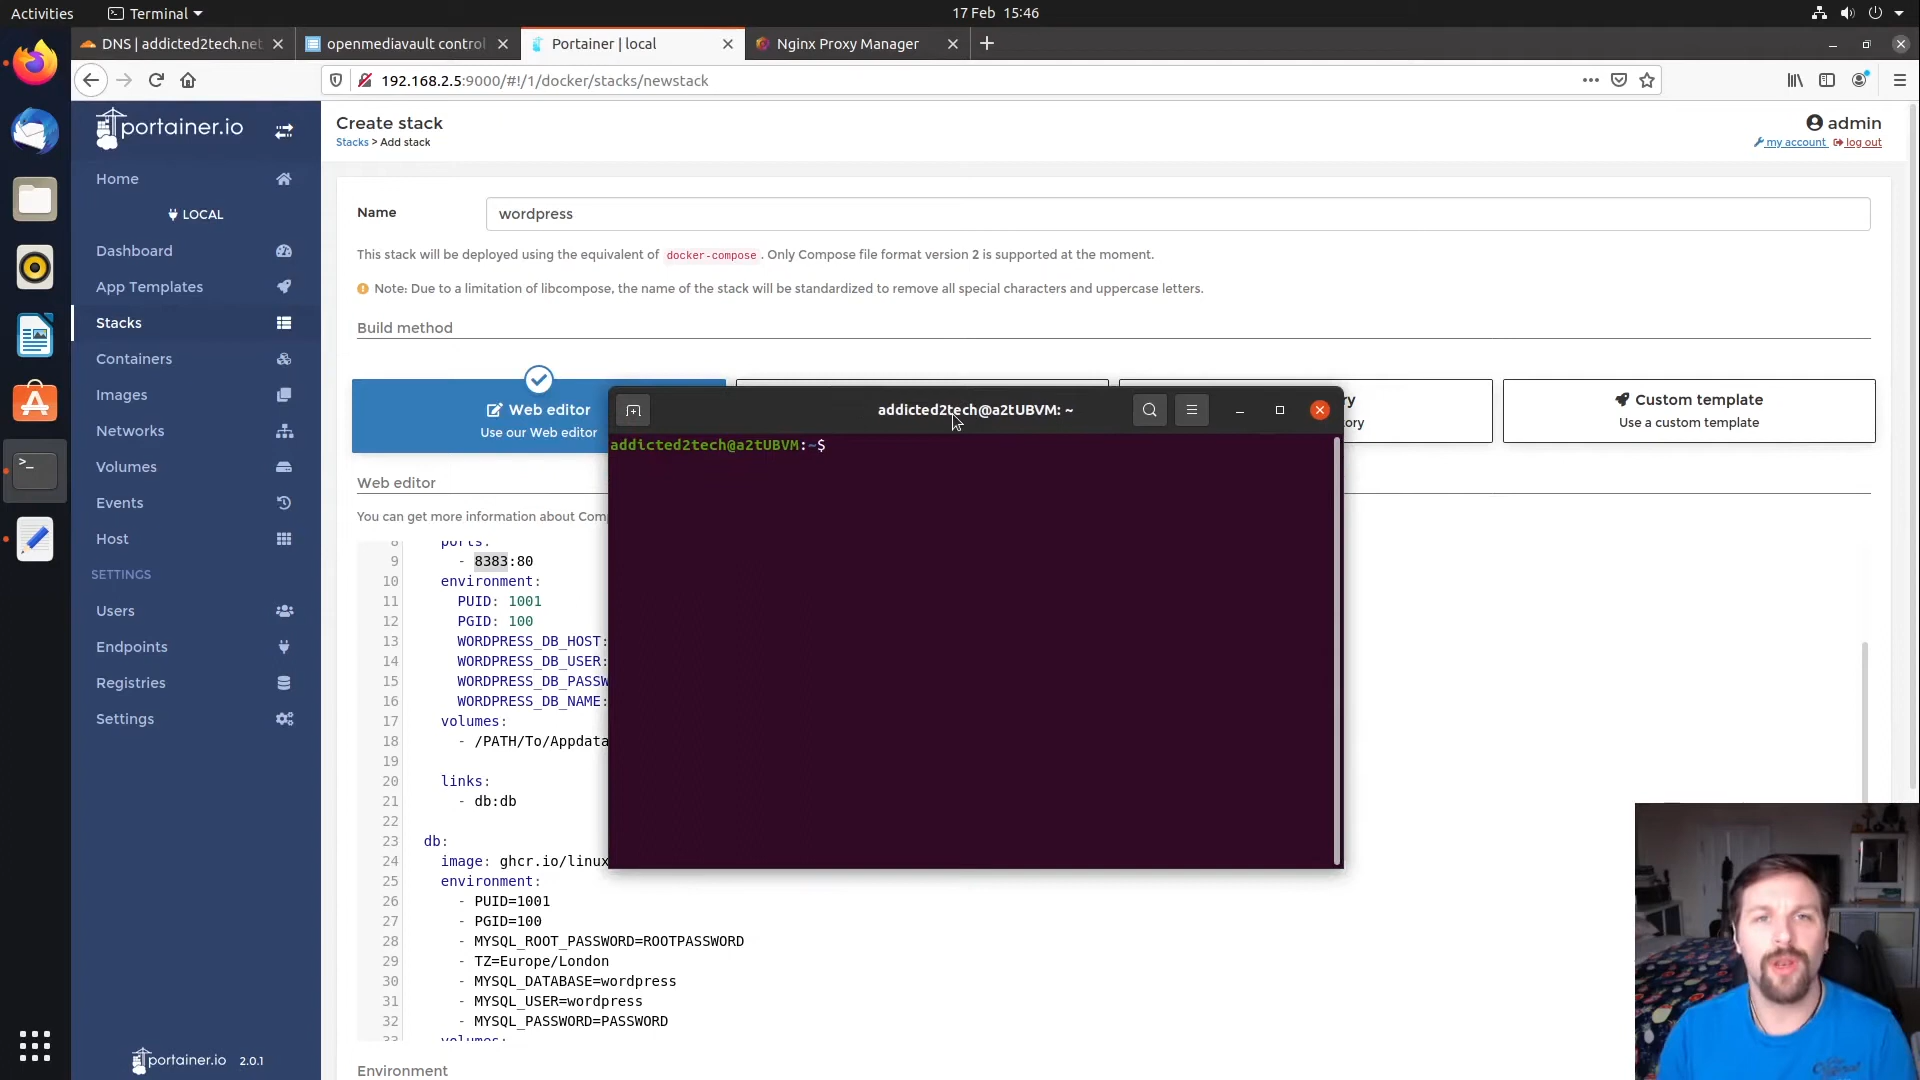 Activities
Terminal
17 Feb 15:46
DNS | addicted2tech.net
openmediavault control
Portainer | local
Nginx Proxy Manager
192.168.2.5:9000/#!/1/docker/stacks/newstack
portainer.io
Home
LOCAL
Dashboard
App Templates
Stacks
Containers
Images
Networks
Volumes
Events
Host
SETTINGS
Users
Endpoints
Registries
Settings
portainer.io 2.0.1
Create stack
Stacks > Add stack
admin
my account log out
Name
wordpress
This stack will be deployed using the equivalent of docker-compose. Only Compose file format version 2 is supported at the moment.
Note: Due to a limitation of libcompose, the name of the stack will be standardized to remove all special characters and uppercase letters.
Build method
Web editor
Use our Web editor
Custom template
Use a custom template
addicted2tech@a2tUBVM: ~
addicted2tech@a2tUBVM:~$
Web editor
You can get more information about Com
8 ports:
9 - 8383:80
10 environment:
11 PUID: 1001
12 PGID: 100
13 WORDPRESS_DB_HOST:
14 WORDPRESS_DB_USER:
15 WORDPRESS_DB_PASSW
16 WORDPRESS_DB_NAME:
17 volumes:
18 - /PATH/To/Appdata
19
20 links:
21 - db:db
22
23 db:
24 image: ghcr.io/linux
25 environment:
26 - PUID=1001
27 - PGID=100
28 - MYSQL_ROOT_PASSWORD=ROOTPASSWORD
29 - TZ=Europe/London
30 - MYSQL_DATABASE=wordpress
31 - MYSQL_USER=wordpress
32 - MYSQL_PASSWORD=PASSWORD
33 volumes:
Environment